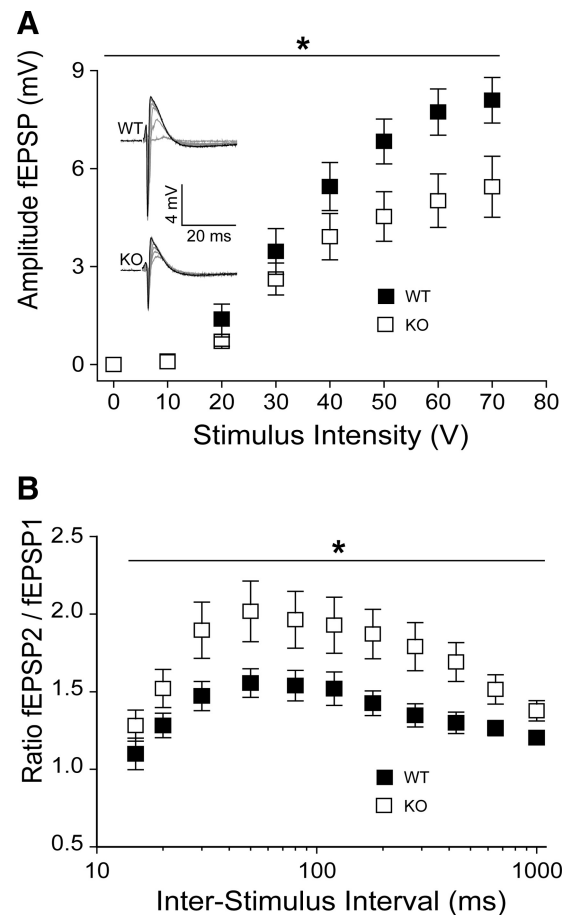 A
*
Amplitude fEPSP (mV)
9
6
3
0
WT
KO
4 mV
20 ms
WT
KO
0 10 20 30 40 50 60 70 80
Stimulus Intensity (V)
B
*
Ratio fEPSP2 / fEPSP1
2.5
2.0
1.5
1.0
0.5
WT
KO
10 100 1000
Inter-Stimulus Interval (ms)